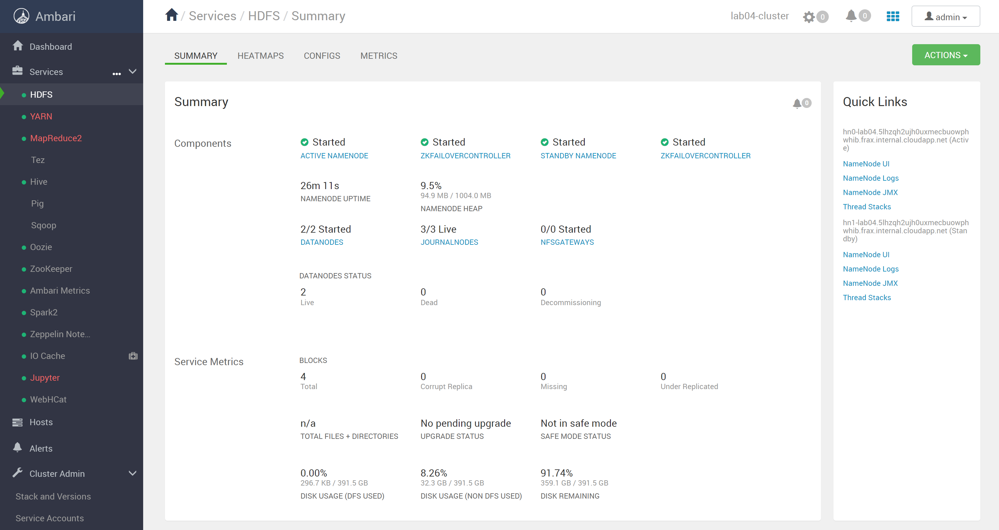 Ambari
/ Services / HDFS / Summary
lab04-cluster
0
0
admin
Dashboard
Services
...
HDFS
YARN
MapReduce2
Tez
Hive
Pig
Sqoop
Oozie
ZooKeeper
Ambari Metrics
Spark2
Zeppelin Note...
IO Cache
Jupyter
WebHCat
Hosts
Alerts
Cluster Admin
Stack and Versions
Service Accounts
SUMMARY
HEATMAPS
CONFIGS
METRICS
ACTIONS
Summary
0
Components
Started
ACTIVE NAMENODE
Started
ZKFAILOVERCONTROLLER
Started
STANDBY NAMENODE
Started
ZKFAILOVERCONTROLLER
26m 11s
NAMENODE UPTIME
9.5%
94.9 MB / 1004.0 MB
NAMENODE HEAP
2/2 Started
DATANODES
3/3 Live
JOURNALNODES
0/0 Started
NFSGATEWAYS
DATANODES STATUS
2
Live
0
Dead
0
Decommissioning
Service Metrics
BLOCKS
4
Total
0
Corrupt Replica
0
Missing
0
Under Replicated
n/a
TOTAL FILES + DIRECTORIES
No pending upgrade
UPGRADE STATUS
Not in safe mode
SAFE MODE STATUS
0.00%
296.7 KB / 391.5 GB
DISK USAGE (DFS USED)
8.26%
32.3 GB / 391.5 GB
DISK USAGE (NON DFS USED)
91.74%
359.1 GB / 391.5 GB
DISK REMAINING
Quick Links
hn0-lab04.5lhzqh2ujh0uxmecbuowph
whib.frax.internal.cloudapp.net (Activ
e)
NameNode UI
NameNode Logs
NameNode JMX
Thread Stacks
hn1-lab04.5lhzqh2ujh0uxmecbuowph
whib.frax.internal.cloudapp.net (Stan
dby)
NameNode UI
NameNode Logs
NameNode JMX
Thread Stacks